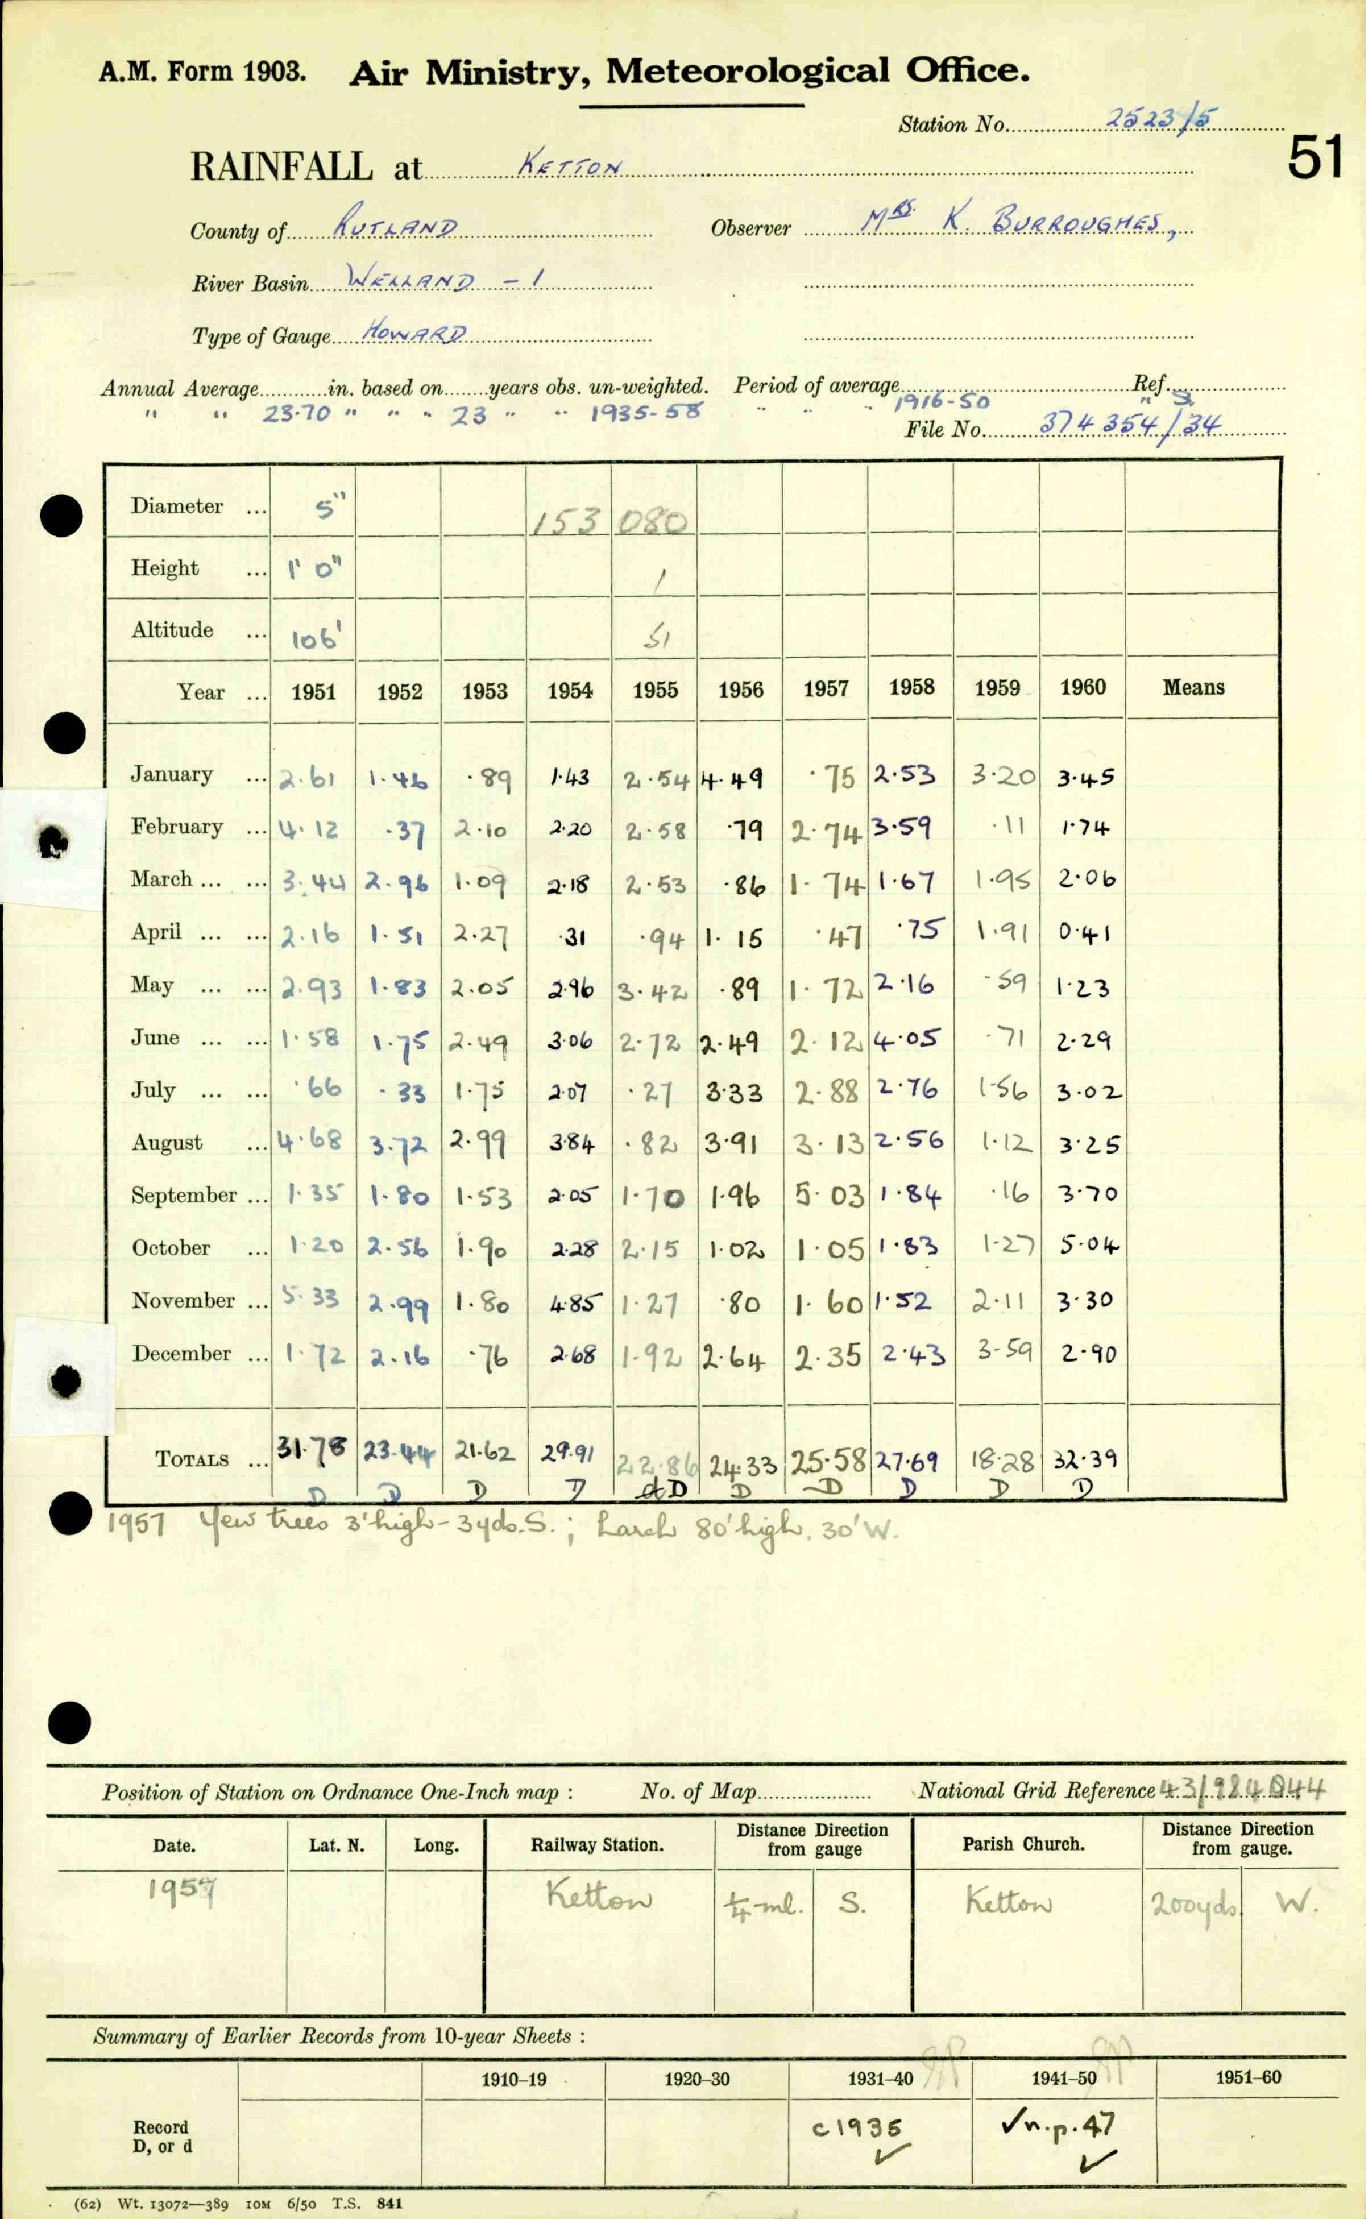 A.M. Form 1903. Air Ministry, Meteorological Office.
Station No. 2523/5
51
RAINFALL at KETTON
County of RUTLAND Observer MRS. K. BURROUGHES,
River Basin WELLAND - 1
Type of Gauge HOWARD
Annual Average in. based on years obs. un-weighted. Period of average Ref.
" " 23.70 " " " 23 " " 1935-58 " " " 1916-50 " S.
File No. 374354/34
Diameter ... 5" 153 080
Height ... 1' 0" 1
Altitude ... 106' 51
Year ... 1951 1952 1953 1954 1955 1956 1957 1958 1959 1960 Means
January ... 2.61 1.46 .89 1.43 2.54 4.49 .75 2.53 3.20 3.45
February ... 4.12 .37 2.10 2.20 2.58 .79 2.74 3.59 .11 1.74
March ... ... 3.44 2.96 1.09 2.18 2.53 .86 1.74 1.67 1.95 2.06
April ... ... 2.16 1.51 2.27 .31 .94 1.15 .47 .75 1.91 0.41
May ... ... 2.93 1.83 2.05 2.96 3.42 .89 1.72 2.16 .59 1.23
June ... ... 1.58 1.75 2.49 3.06 2.72 2.49 2.12 4.05 .71 2.29
July ... ... .66 .33 1.75 2.07 .27 3.33 2.88 2.76 1.56 3.02
August ... 4.68 3.72 2.99 3.84 .82 3.91 3.13 2.56 1.12 3.25
September ... 1.35 1.80 1.53 2.05 1.70 1.96 5.03 1.84 .16 3.70
October ... 1.20 2.56 1.90 2.28 2.15 1.02 1.05 1.83 1.27 5.04
November ... 5.33 2.99 1.80 4.85 1.27 .80 1.60 1.52 2.11 3.30
December ... 1.72 2.16 .76 2.68 1.92 2.64 2.35 2.43 3.59 2.90
TOTALS ... 31.78 23.44 21.62 29.91 22.86 24.33 25.58 27.69 18.28 32.39
D D D D D D D D D D
1957 Yew trees 3' high - 3yds. S. ; Larch 80' high. 30' W.
Position of Station on Ordnance One-Inch map : No. of Map National Grid Reference 43/984044
Date. Lat. N. Long. Railway Station. Distance Direction from gauge Parish Church. Distance Direction from gauge.
1957 Ketton ¼ ml. S. Ketton 200yds. W.
Summary of Earlier Records from 10-year Sheets :
1910–19 1920–30 1931–40 1941–50 1951–60
Record
D, or d
c1935 ✓n.p.47
✓ ✓
(62) Wt. 13072—389 10M 6/50 T.S. 841